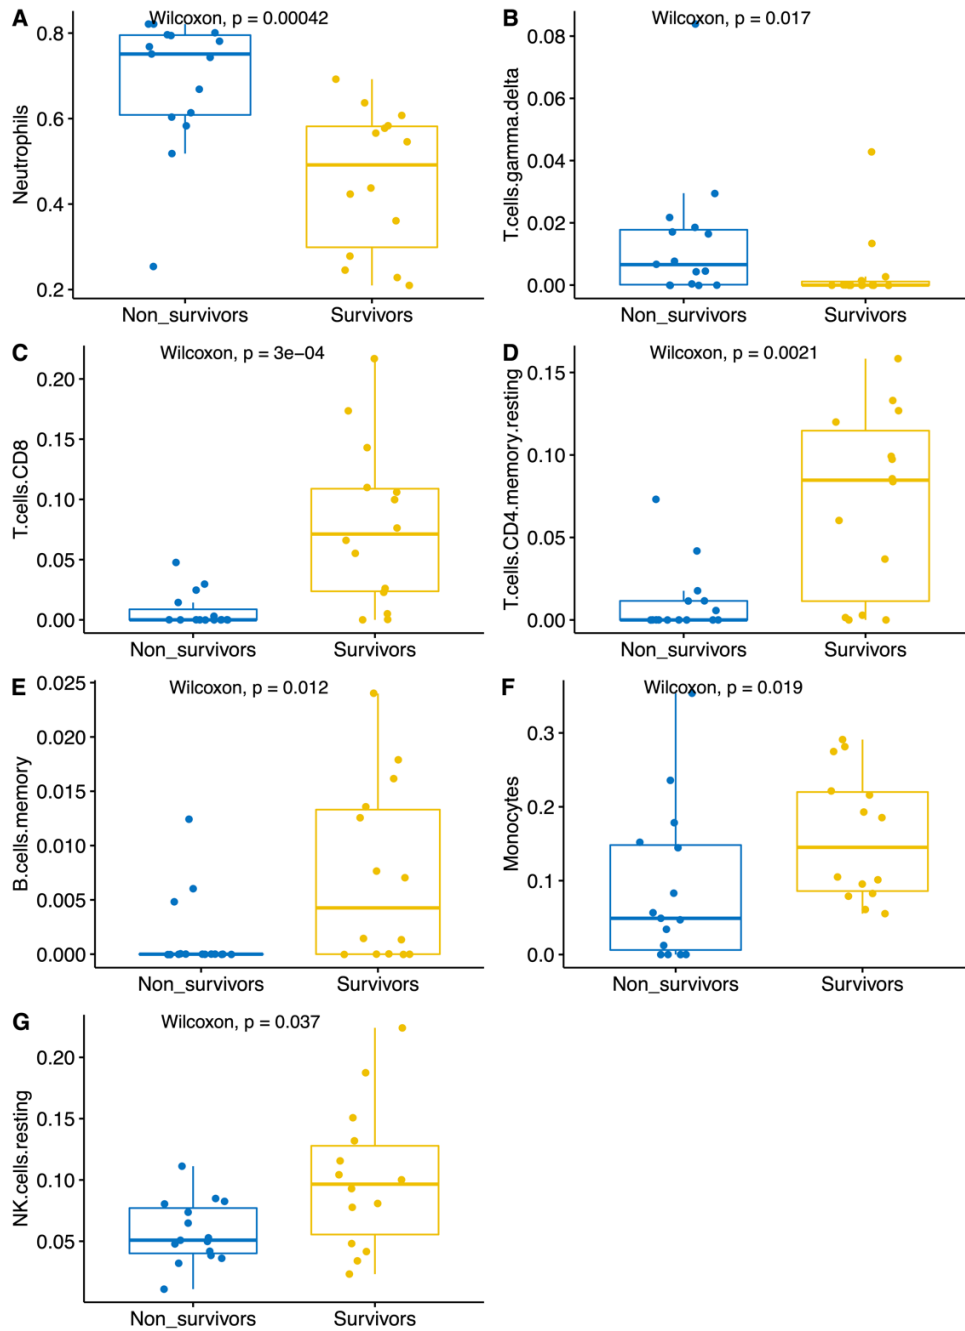 A
Wilcoxon, p = 0.00042
Neutrophils
0.8
0.6
0.4
0.2
Non_survivors
Survivors
B
Wilcoxon, p = 0.017
T.cells.gamma.delta
0.08
0.06
0.04
0.02
0.00
Non_survivors
Survivors
C
Wilcoxon, p = 3e−04
T.cells.CD8
0.20
0.15
0.10
0.05
0.00
Non_survivors
Survivors
D
Wilcoxon, p = 0.0021
T.cells.CD4.memory.resting
0.15
0.10
0.05
0.00
Non_survivors
Survivors
E
Wilcoxon, p = 0.012
B.cells.memory
0.025
0.020
0.015
0.010
0.005
0.000
Non_survivors
Survivors
F
Wilcoxon, p = 0.019
Monocytes
0.3
0.2
0.1
0.0
Non_survivors
Survivors
G
Wilcoxon, p = 0.037
NK.cells.resting
0.20
0.15
0.10
0.05
Non_survivors
Survivors